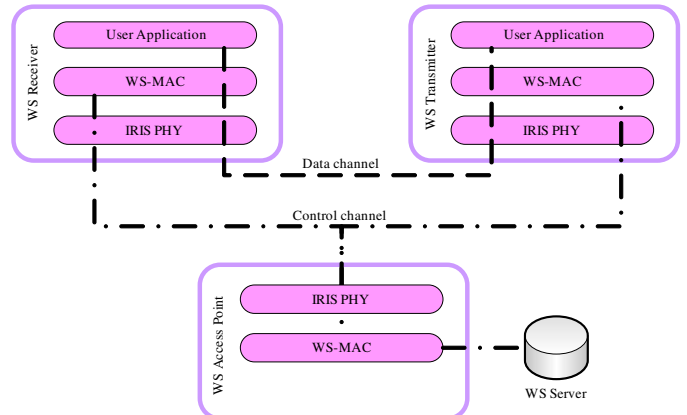 WS Receiver
User Application
WS-MAC
IRIS PHY
WS Transmitter
User Application
WS-MAC
IRIS PHY
Data channel
Control channel
WS Access Point
IRIS PHY
WS-MAC
WS Server